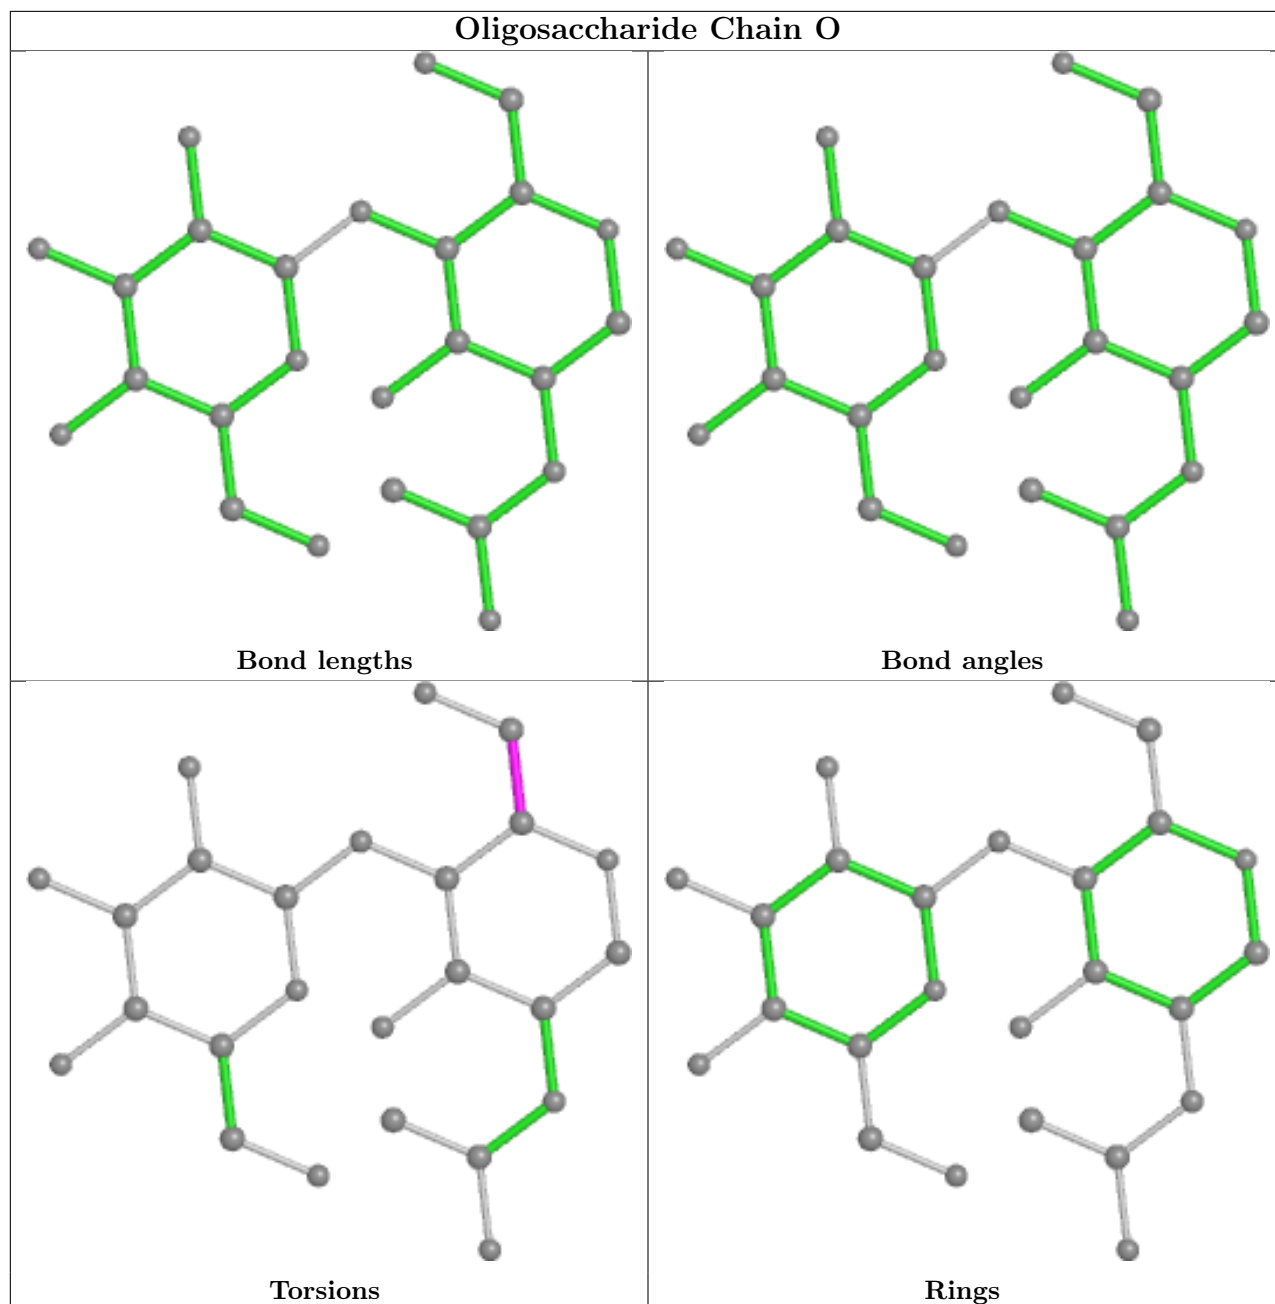 Oligosaccharide Chain O
Bond lengths
Bond angles
Torsions
Rings